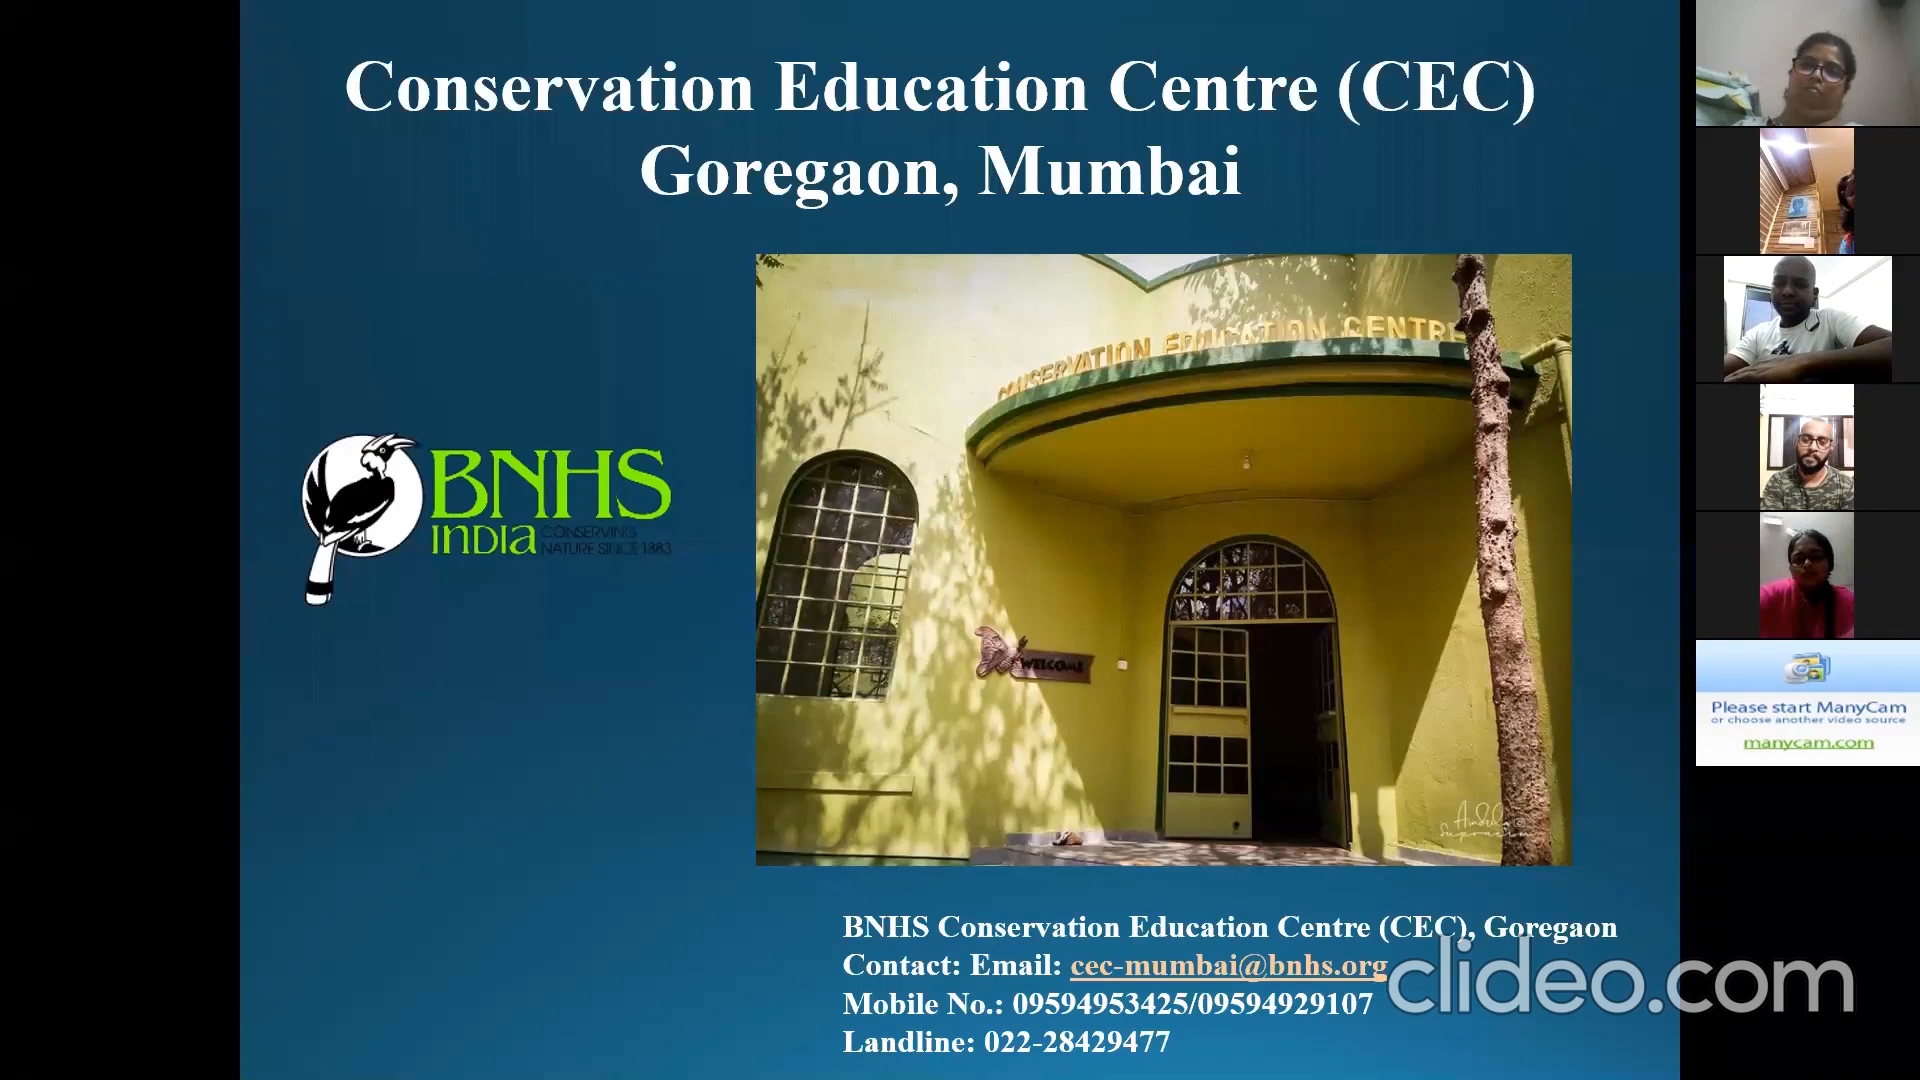 Conservation Education Centre (CEC)
Goregaon, Mumbai
CONSERVATION EDUCATION CENTRE
BNHS
INDIA CONSERVING
NATURE SINCE 1883
WELCOME
BNHS Conservation Education Centre (CEC), Goregaon
Contact: Email: cec-mumbai@bnhs.org
Mobile No.: 09594953425/09594929107
Landline: 022-28429477
clideo.com
Please start ManyCam
or choose another video source
manycam.com